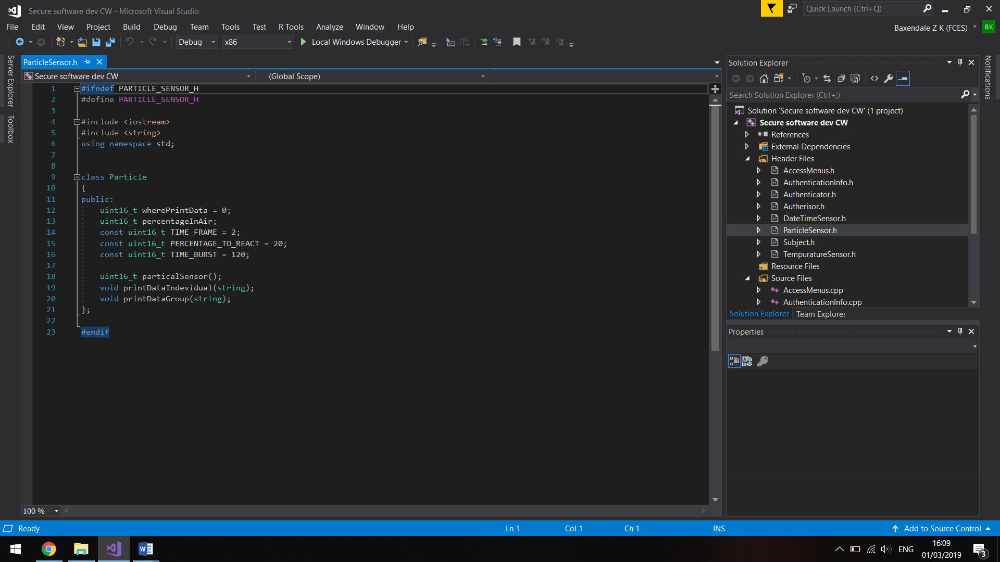 Secure software dev CW - Microsoft Visual Studio
Quick Launch (Ctrl+Q)
File Edit View Project Build Debug Team Tools Test R Tools Analyze Window Help
Baxendale Z K (FCES) BK
Debug x86 Local Windows Debugger
Server Explorer
Toolbox
ParticleSensor.h
Secure software dev CW (Global Scope)
1 #ifndef PARTICLE_SENSOR_H
2 #define PARTICLE_SENSOR_H
3
4 #include <iostream>
5 #include <string>
6 using namespace std;
7
8
9 class Particle
10 {
11 public:
12 uint16_t wherePrintData = 0;
13 uint16_t percentageInAir;
14 const uint16_t TIME_FRAME = 2;
15 const uint16_t PERCENTAGE_TO_REACT = 20;
16 const uint16_t TIME_BURST = 120;
17
18 uint16_t particalSensor();
19 void printDataIndevidual(string);
20 void printDataGroup(string);
21 };
22
23 #endif
100 %
Solution Explorer
Search Solution Explorer (Ctrl+;)
Solution 'Secure software dev CW' (1 project)
Secure software dev CW
References
External Dependencies
Header Files
AccessMenus.h
AuthenticationInfo.h
Authenticator.h
Autherisor.h
DateTimeSensor.h
ParticleSensor.h
Subject.h
TempuratureSensor.h
Resource Files
Source Files
AccessMenus.cpp
AuthenticationInfo.cpp
Solution Explorer Team Explorer
Properties
Notifications
Ready Ln 1 Col 1 Ch 1 INS Add to Source Control
ENG
16:09
01/03/2019
3